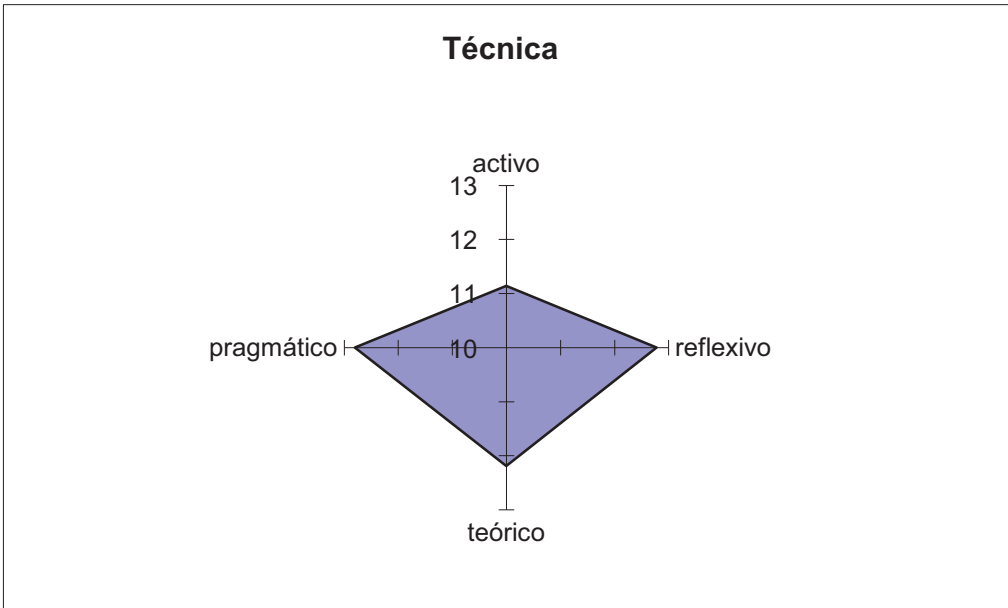 Técnica
activo
13
12
11
pragmático
10
reflexivo
teórico